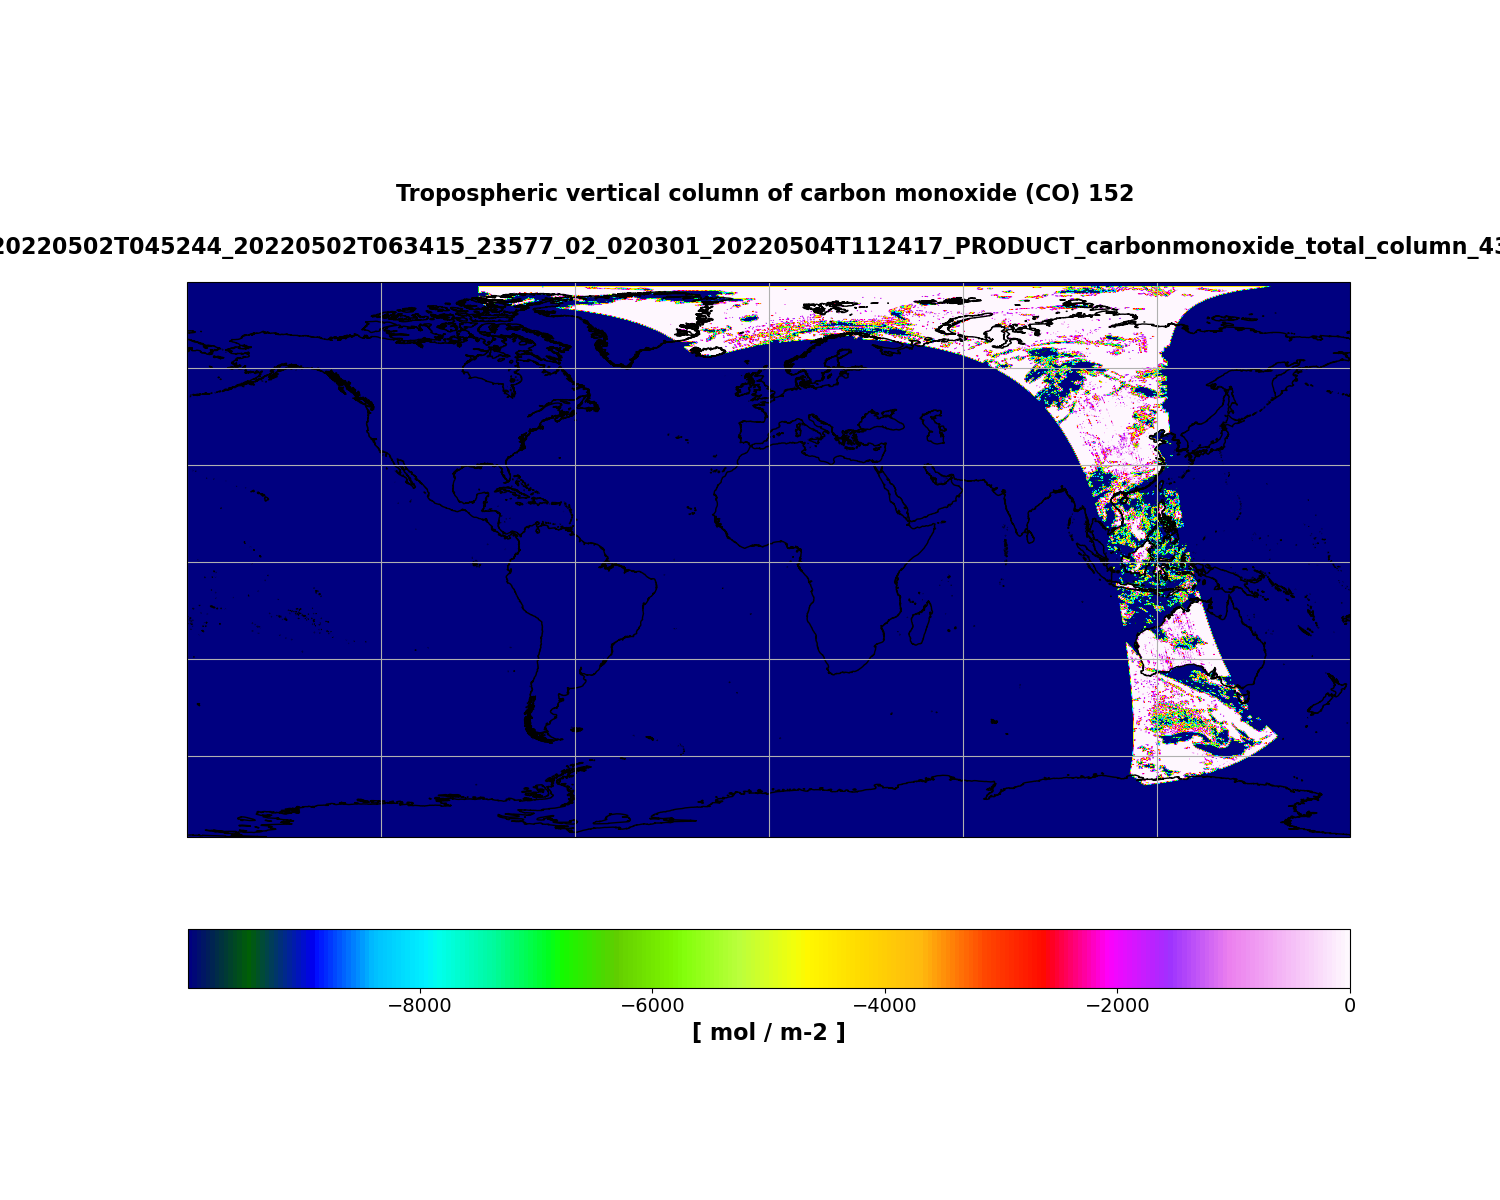 Tropospheric vertical column of carbon monoxide (CO) 152
20220502T045244_20220502T063415_23577_02_020301_20220504T112417_PRODUCT_carbonmonoxide_total_column_43
−8000 −6000 −4000 −2000 0
[ mol / m-2 ]